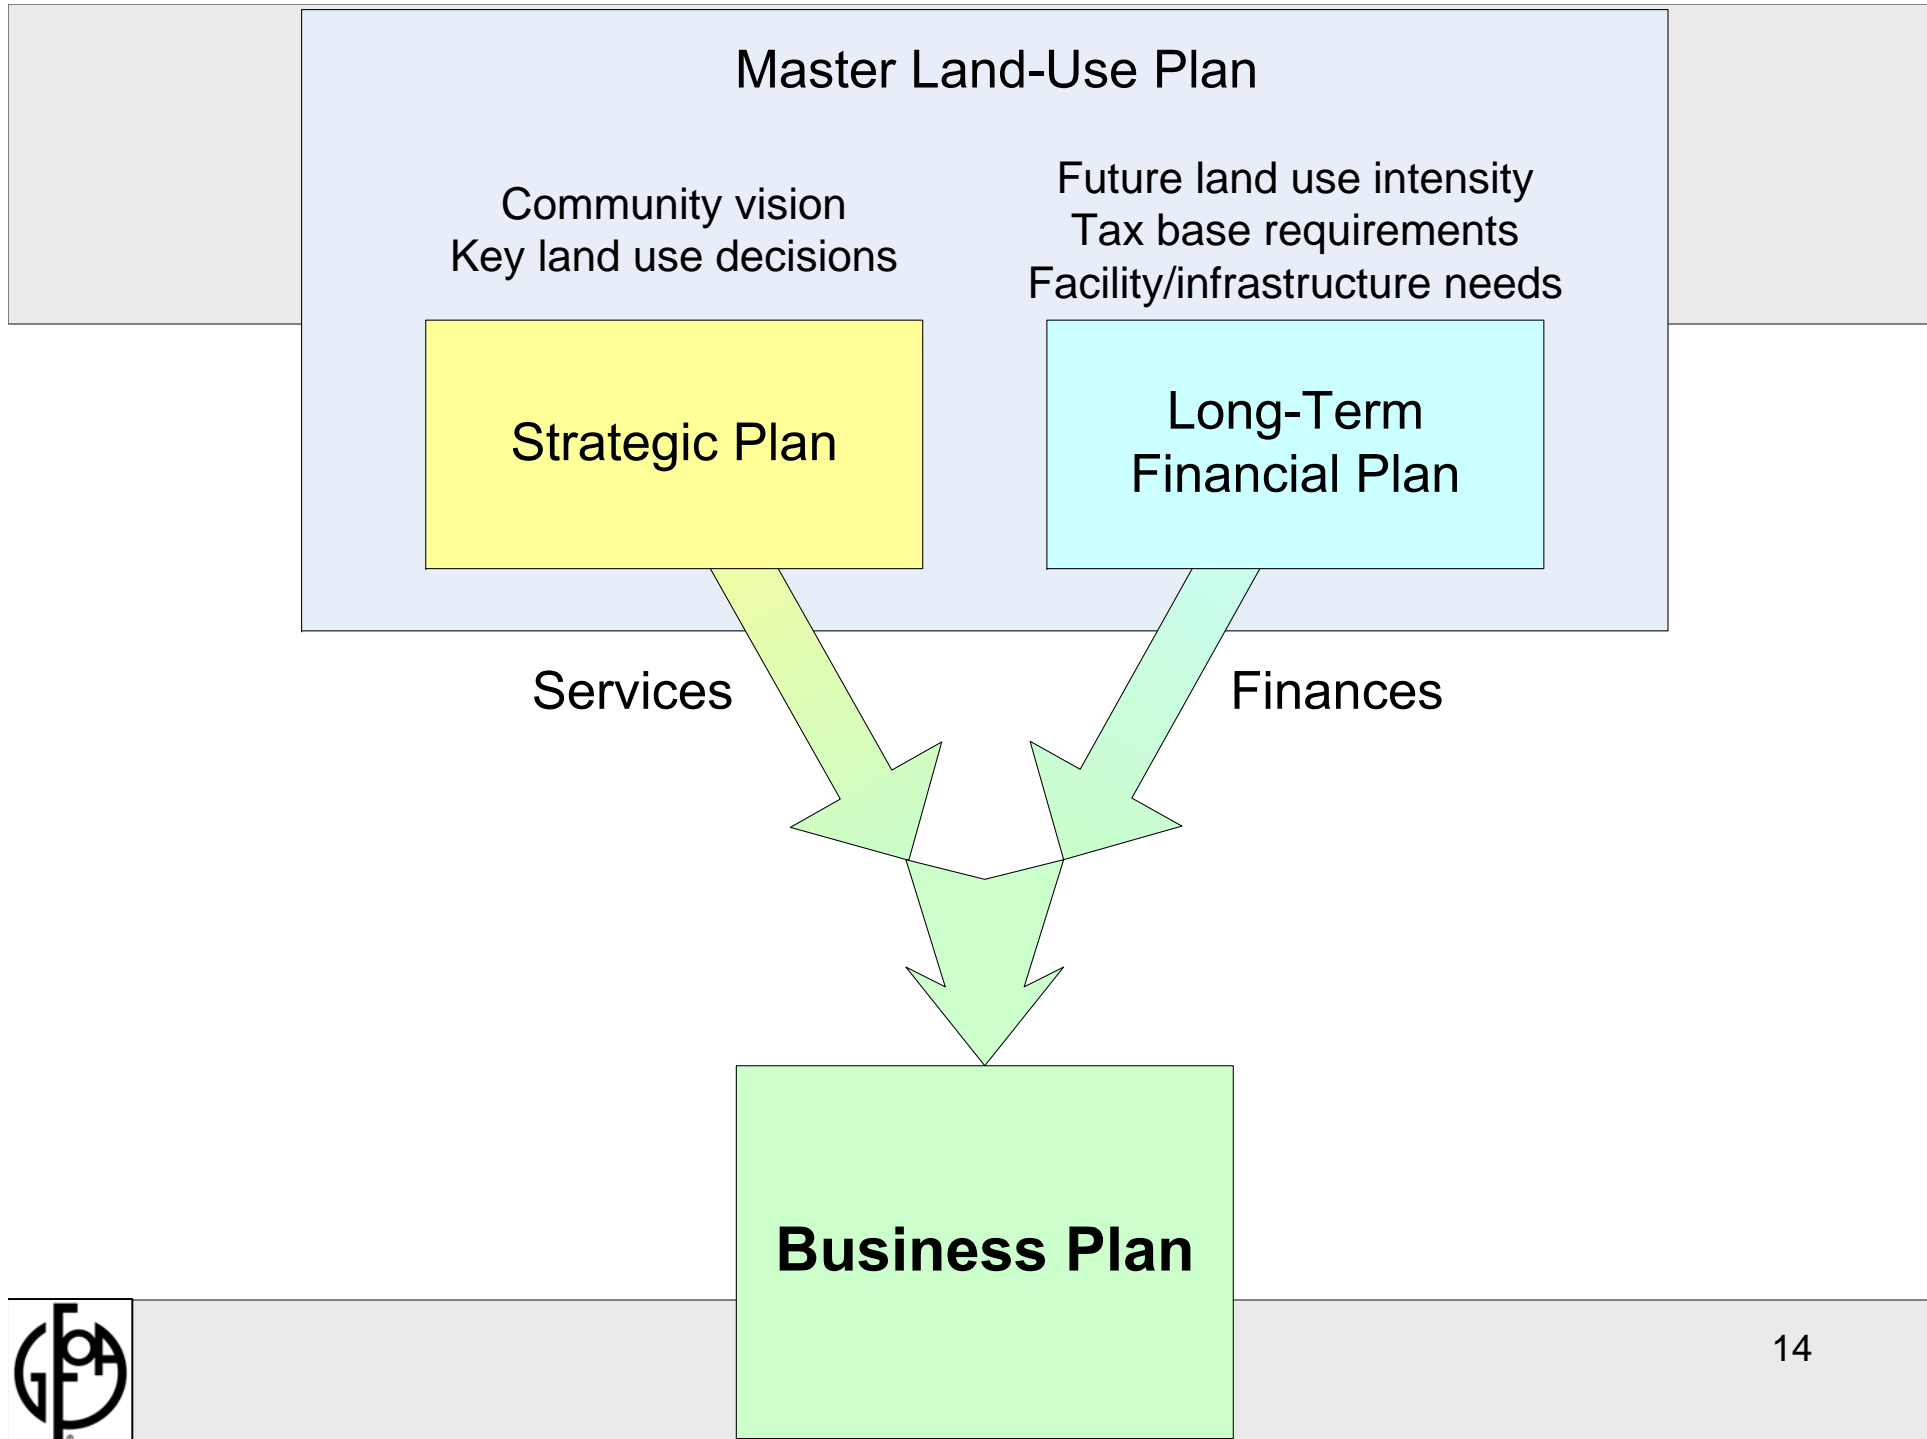 Master Land-Use Plan
Community vision
Key land use decisions
Future land use intensity
Tax base requirements
Facility/infrastructure needs
Strategic Plan
Long-Term
Financial Plan
Services
Finances
Business Plan
GFOA
®
14